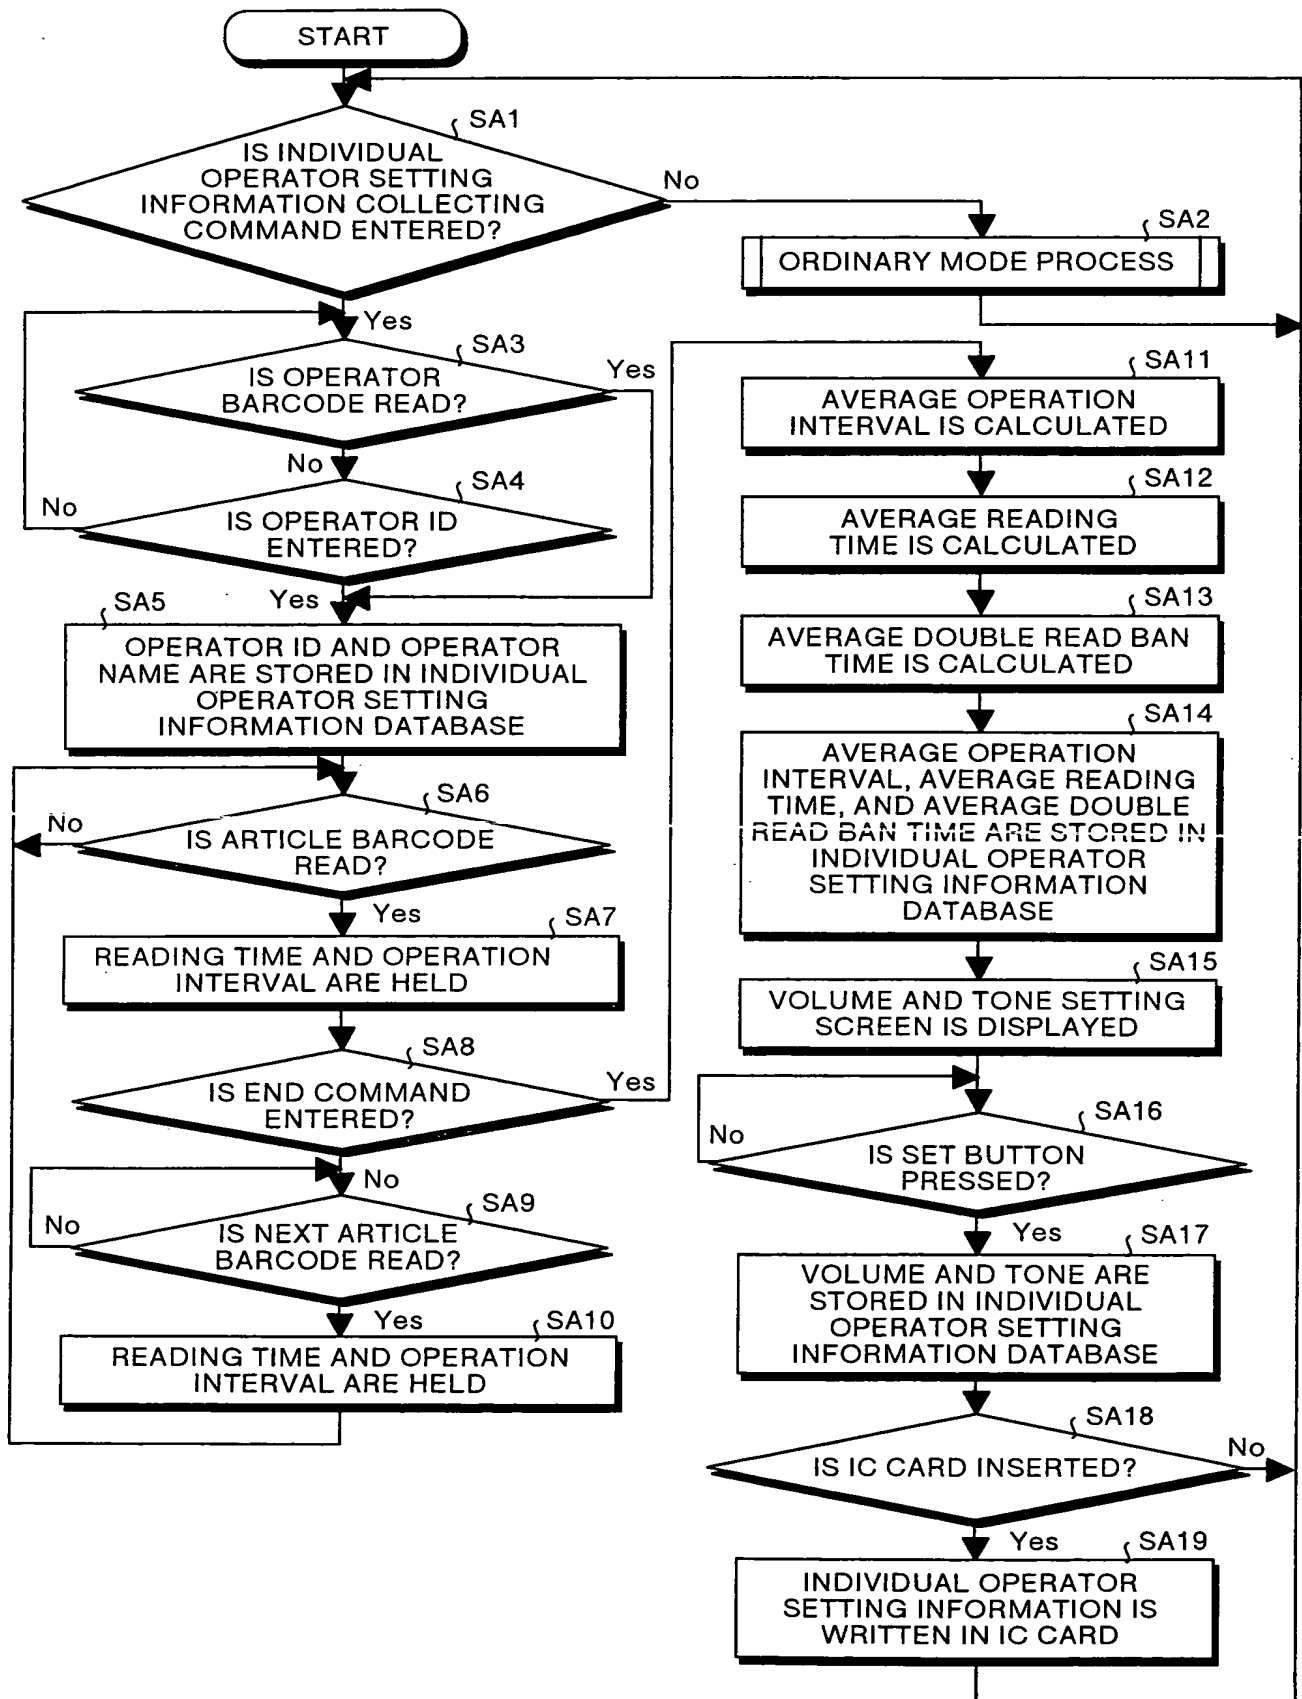 START
SA1
IS INDIVIDUAL
OPERATOR SETTING
INFORMATION COLLECTING
COMMAND ENTERED?
No
SA2
ORDINARY MODE PROCESS
Yes
SA3
IS OPERATOR
BARCODE READ?
Yes
No
SA4
IS OPERATOR ID
ENTERED?
No
Yes
SA5
OPERATOR ID AND OPERATOR
NAME ARE STORED IN INDIVIDUAL
OPERATOR SETTING
INFORMATION DATABASE
SA6
No
IS ARTICLE BARCODE
READ?
Yes
SA7
READING TIME AND OPERATION
INTERVAL ARE HELD
SA8
IS END COMMAND
ENTERED?
Yes
No
SA9
No
IS NEXT ARTICLE
BARCODE READ?
Yes
SA10
READING TIME AND OPERATION
INTERVAL ARE HELD
SA11
AVERAGE OPERATION
INTERVAL IS CALCULATED
SA12
AVERAGE READING
TIME IS CALCULATED
SA13
AVERAGE DOUBLE READ BAN
TIME IS CALCULATED
SA14
AVERAGE OPERATION
INTERVAL, AVERAGE READING
TIME, AND AVERAGE DOUBLE
READ BAN TIME ARE STORED IN
INDIVIDUAL OPERATOR
SETTING INFORMATION
DATABASE
SA15
VOLUME AND TONE SETTING
SCREEN IS DISPLAYED
SA16
No
IS SET BUTTON
PRESSED?
Yes
SA17
VOLUME AND TONE ARE
STORED IN INDIVIDUAL
OPERATOR SETTING
INFORMATION DATABASE
SA18
No
IS IC CARD INSERTED?
Yes
SA19
INDIVIDUAL OPERATOR
SETTING INFORMATION IS
WRITTEN IN IC CARD